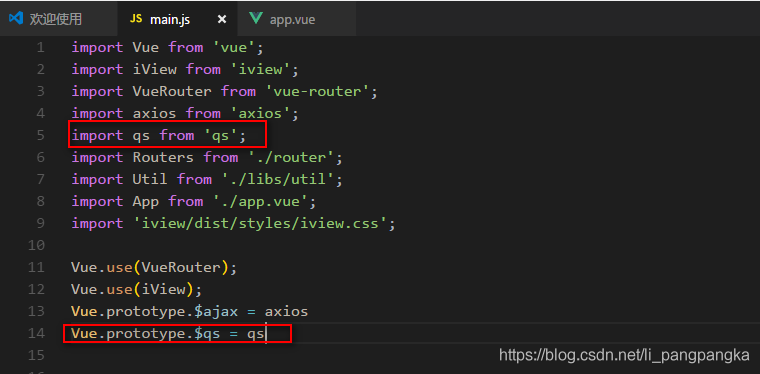 欢迎使用 JS main.js × app.vue
1 import Vue from 'vue';
2 import iView from 'iview';
3 import VueRouter from 'vue-router';
4 import axios from 'axios';
5 import qs from 'qs';
6 import Routers from './router';
7 import Util from './libs/util';
8 import App from './app.vue';
9 import 'iview/dist/styles/iview.css';
10
11 Vue.use(VueRouter);
12 Vue.use(iView);
13 Vue.prototype.$ajax = axios
14 Vue.prototype.$qs = qs
15
https://blog.csdn.net/li_pangpangka